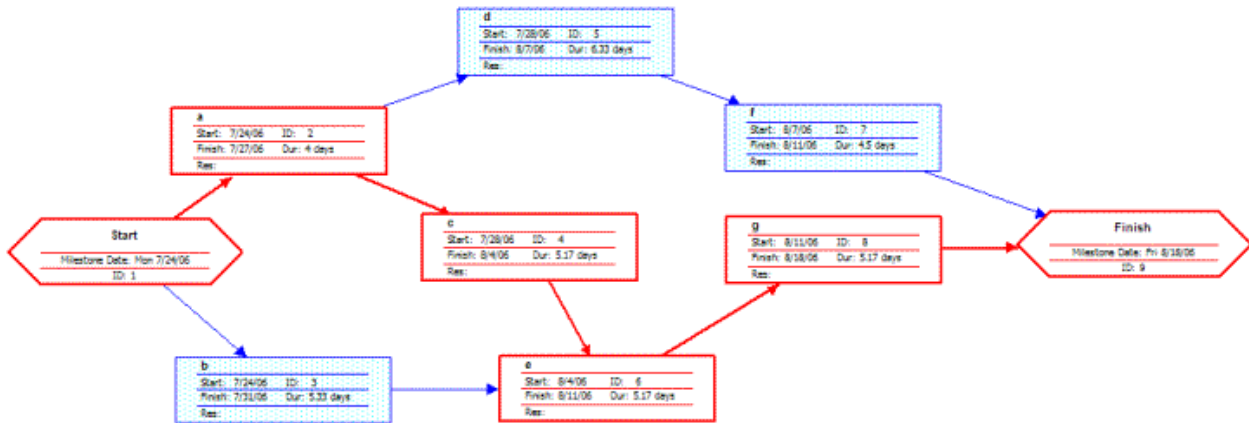 d
Start: 7/28/06 ID: 5
Finish: 8/7/06 Dur: 6.33 days
Res:
a
Start: 7/24/06 ID: 2
Finish: 7/27/06 Dur: 4 days
Res:
f
Start: 8/7/06 ID: 7
Finish: 8/11/06 Dur: 4.5 days
Res:
Start
Milestone Date: Mon 7/24/06
ID: 1
c
Start: 7/28/06 ID: 4
Finish: 8/4/06 Dur: 5.17 days
Res:
g
Start: 8/11/06 ID: 8
Finish: 8/18/06 Dur: 5.17 days
Res:
Finish
Milestone Date: Fri 8/18/06
ID: 9
b
Start: 7/24/06 ID: 3
Finish: 7/31/06 Dur: 5.33 days
Res:
e
Start: 8/4/06 ID: 6
Finish: 8/11/06 Dur: 5.17 days
Res: